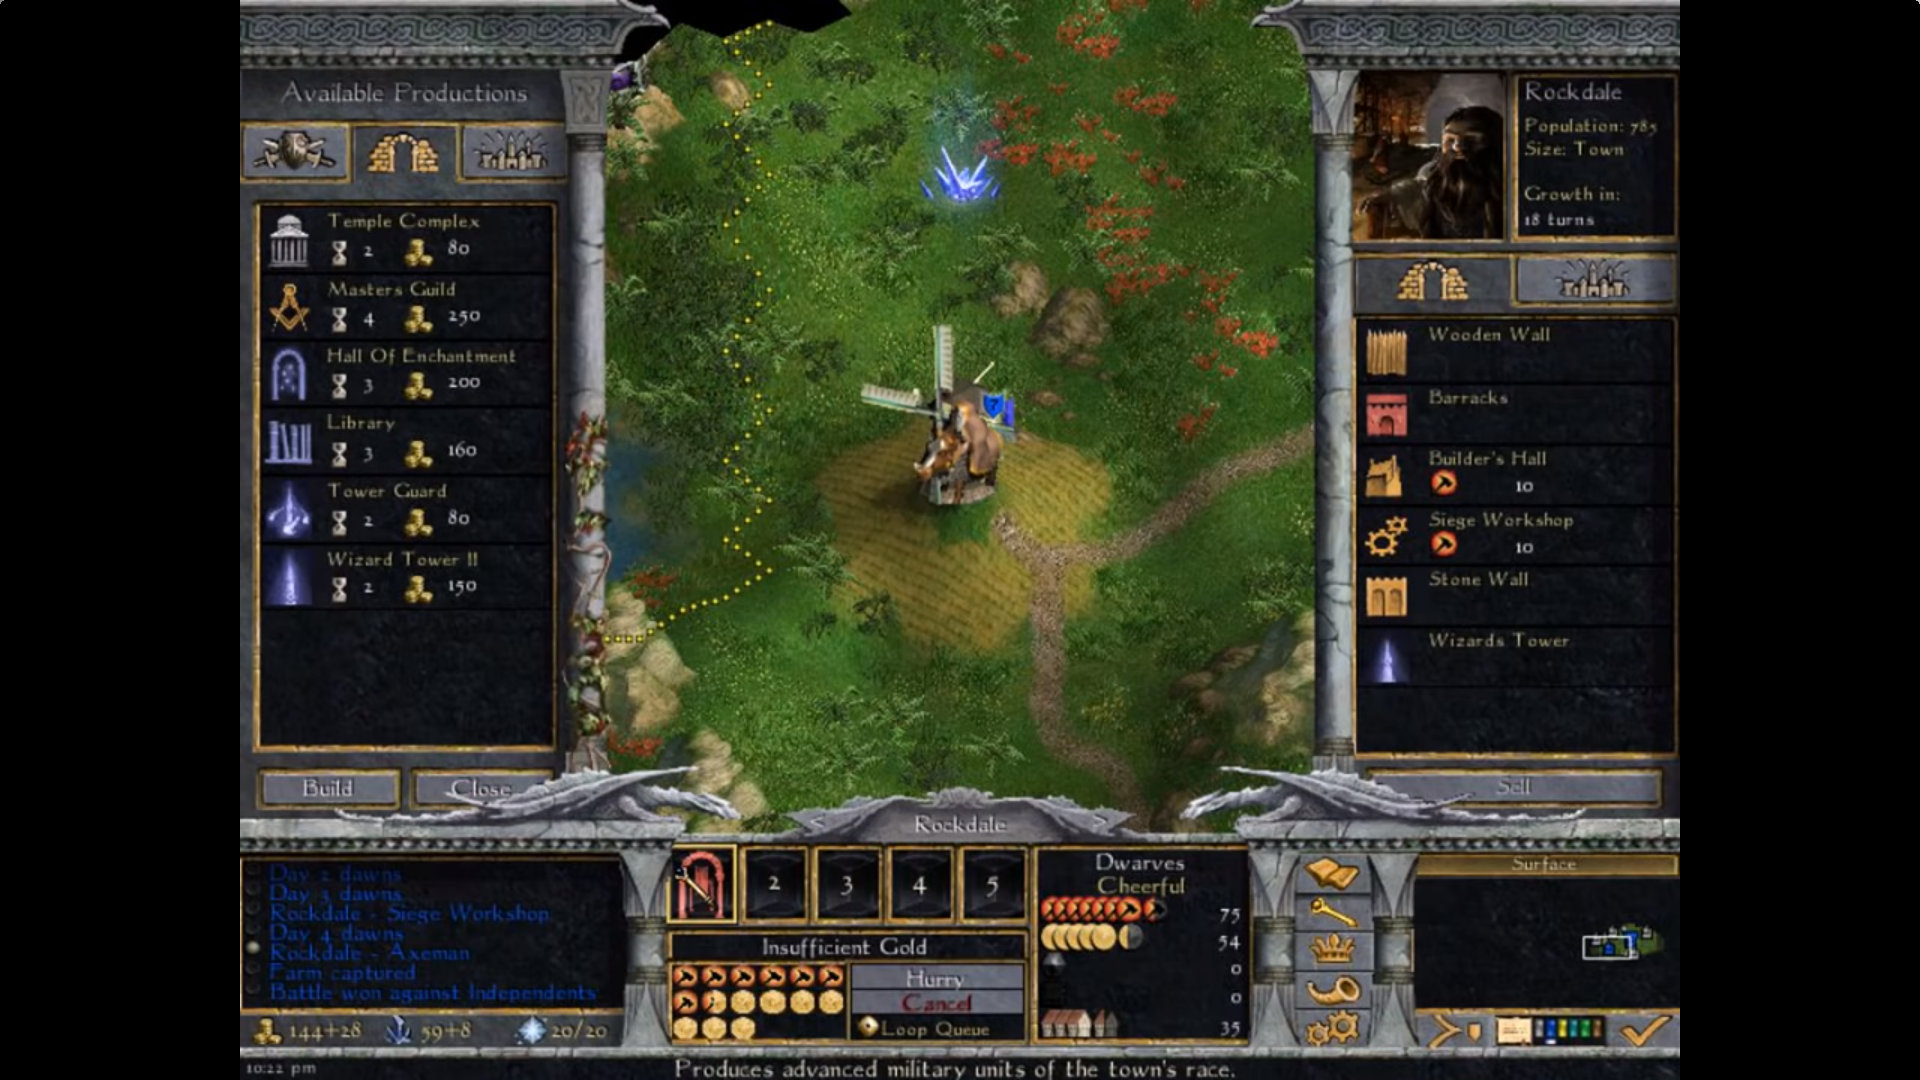 Available Productions
Temple Complex
2 80
Masters Guild
4 250
Hall Of Enchantment
3 200
Library
3 160
Tower Guard
2 80
Wizard Tower II
2 150
Build Close
Rockdale
Population: 785
Size: Town
Growth in:
18 turns
Wooden Wall
Barracks
Builder's Hall
10
Siege Workshop
10
Stone Wall
Wizards Tower
Sell
7
< Rockdale >
Day 2 dawns
Day 3 dawns
Rockdale - Siege Workshop
Day 4 dawns
Rockdale - Axeman
Farm captured
Battle won against Independents
144+28 59+8 20/20
10:22 pm
2 3 4 5
Insufficient Gold
Hurry
Cancel
Loop Queue
Dwarves
Cheerful
75
54
0
0
35
Surface
Produces advanced military units of the town's race.